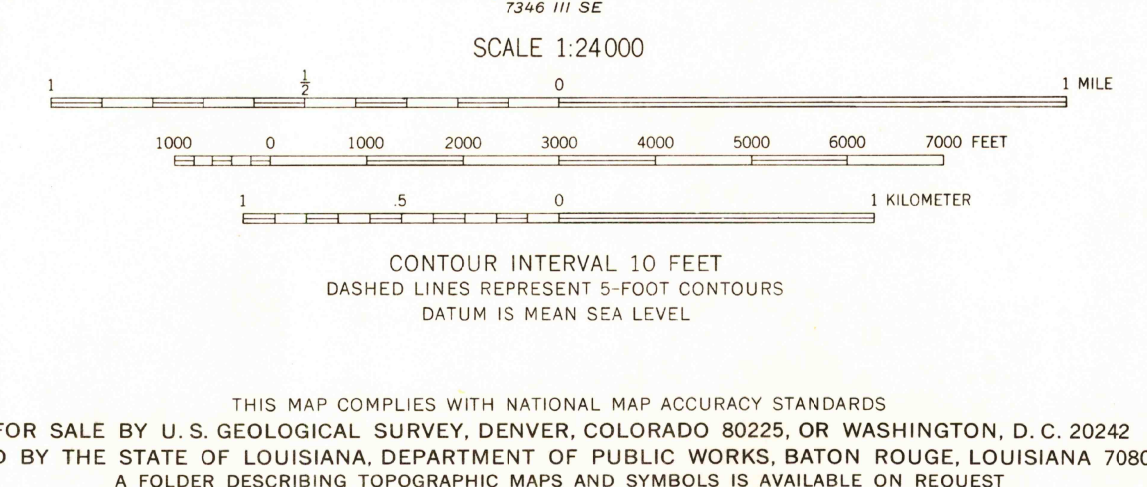 7346 III SE
SCALE 1:24000
1 1/2 0 1 MILE
1000 0 1000 2000 3000 4000 5000 6000 7000 FEET
1 .5 0 1 KILOMETER
CONTOUR INTERVAL 10 FEET
DASHED LINES REPRESENT 5-FOOT CONTOURS
DATUM IS MEAN SEA LEVEL
THIS MAP COMPLIES WITH NATIONAL MAP ACCURACY STANDARDS
FOR SALE BY U. S. GEOLOGICAL SURVEY, DENVER, COLORADO 80225, OR WASHINGTON, D. C. 20242
BY THE STATE OF LOUISIANA, DEPARTMENT OF PUBLIC WORKS, BATON ROUGE, LOUISIANA 7080
A FOLDER DESCRIBING TOPOGRAPHIC MAPS AND SYMBOLS IS AVAILABLE ON REQUEST